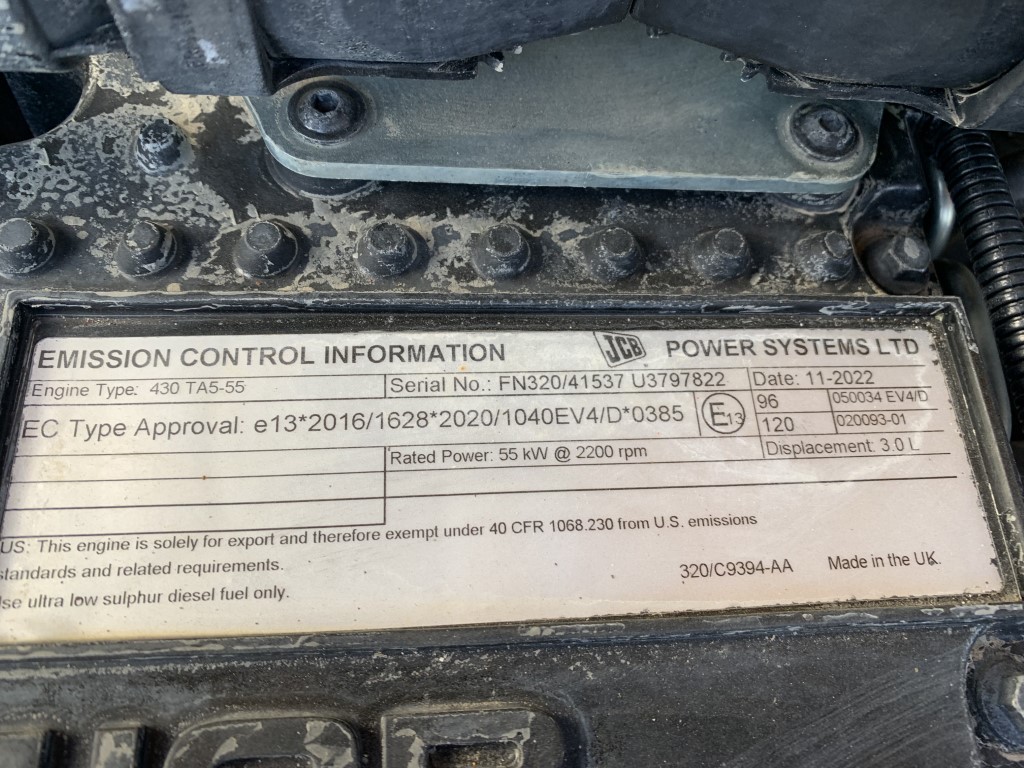 EMISSION CONTROL INFORMATION JCB POWER SYSTEMS LTD
Engine Type: 430 TA5-55 Serial No.: FN320/41537 U3797822 Date: 11-2022
EC Type Approval: e13*2016/1628*2020/1040EV4/D*0385 E13 96 050034 EV4/D
120 020093-01
Rated Power: 55 kW @ 2200 rpm Displacement: 3.0 L
US: This engine is solely for export and therefore exempt under 40 CFR 1068.230 from U.S. emissions
standards and related requirements.
320/C9394-AA Made in the UK.
Use ultra low sulphur diesel fuel only.